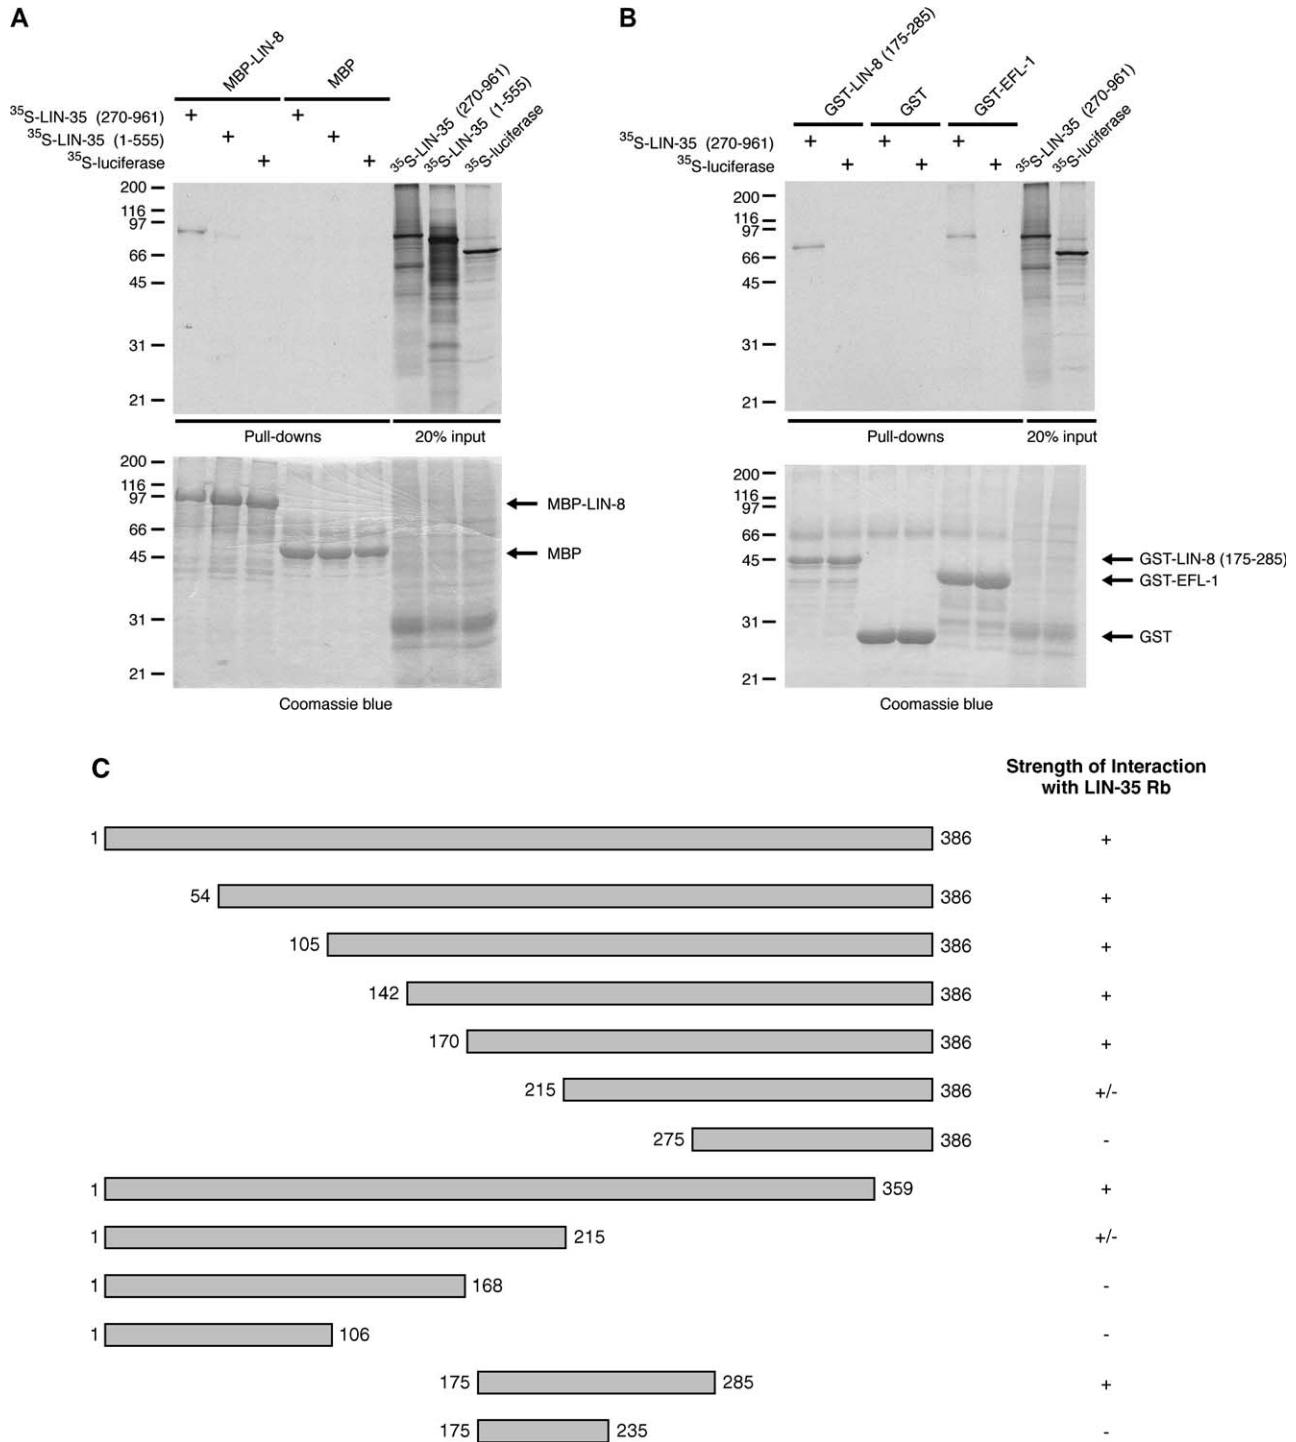 A
MBP-LIN-8
MBP
³⁵S-LIN-35 (270-961)
³⁵S-LIN-35 (1-555)
³⁵S-luciferase
³⁵S-LIN-35 (270-961) + +
³⁵S-LIN-35 (1-555) + +
³⁵S-luciferase + +
200
116
97
66
45
31
21
Pull-downs 20% input
200
116
97
66
45
31
21
MBP-LIN-8
MBP
Coomassie blue
B
GST-LIN-8 (175-285)
GST
GST-EFL-1
³⁵S-LIN-35 (270-961)
³⁵S-luciferase
³⁵S-LIN-35 (270-961) + + +
³⁵S-luciferase + + +
200
116
97
66
45
31
21
Pull-downs 20% input
200
116
97
66
45
31
21
GST-LIN-8 (175-285)
GST-EFL-1
GST
Coomassie blue
C
Strength of Interaction
with LIN-35 Rb
1 386 +
54 386 +
105 386 +
142 386 +
170 386 +
215 386 +/-
275 386 -
1 359 +
1 215 +/-
1 168 -
1 106 -
175 285 +
175 235 -